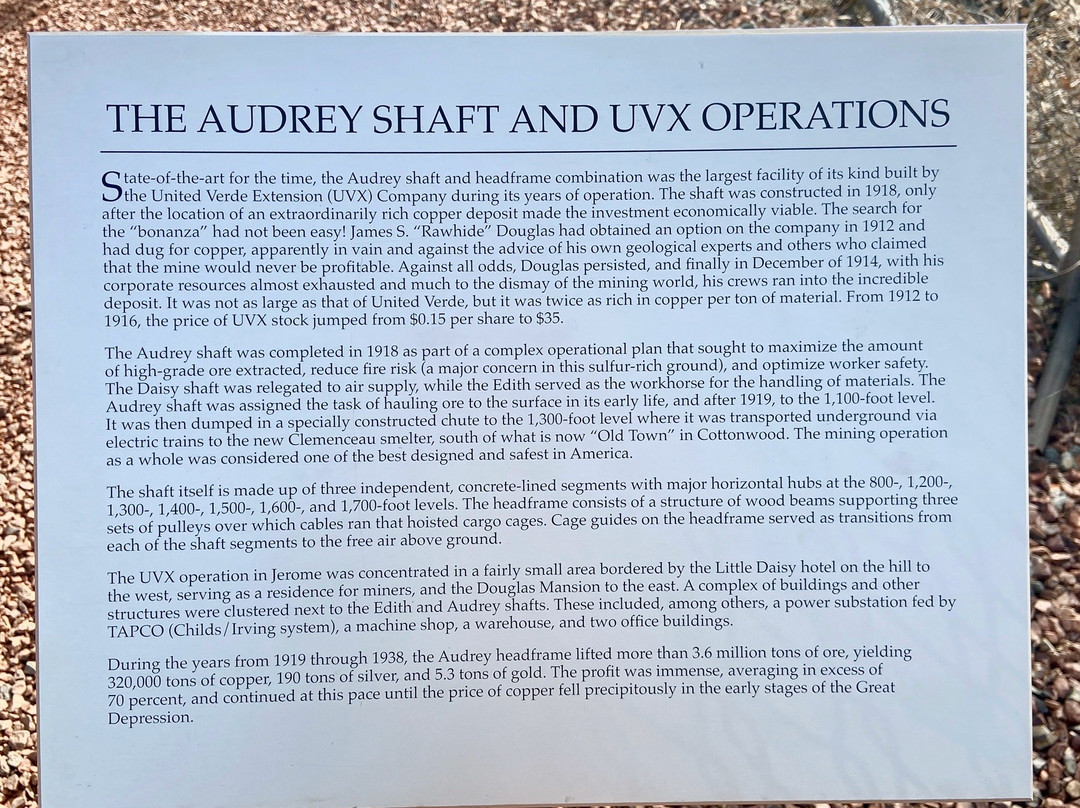 THE AUDREY SHAFT AND UVX OPERATIONS
State-of-the-art for the time, the Audrey shaft and headframe combination was the largest facility of its kind built by
the United Verde Extension (UVX) Company during its years of operation. The shaft was constructed in 1918, only
after the location of an extraordinarily rich copper deposit made the investment economically viable. The search for
the “bonanza” had not been easy! James S. “Rawhide” Douglas had obtained an option on the company in 1912 and
had dug for copper, apparently in vain and against the advice of his own geological experts and others who claimed
that the mine would never be profitable. Against all odds, Douglas persisted, and finally in December of 1914, with his
corporate resources almost exhausted and much to the dismay of the mining world, his crews ran into the incredible
deposit. It was not as large as that of United Verde, but it was twice as rich in copper per ton of material. From 1912 to
1916, the price of UVX stock jumped from $0.15 per share to $35.
The Audrey shaft was completed in 1918 as part of a complex operational plan that sought to maximize the amount
of high-grade ore extracted, reduce fire risk (a major concern in this sulfur-rich ground), and optimize worker safety.
The Daisy shaft was relegated to air supply, while the Edith served as the workhorse for the handling of materials. The
Audrey shaft was assigned the task of hauling ore to the surface in its early life, and after 1919, to the 1,100-foot level.
It was then dumped in a specially constructed chute to the 1,300-foot level where it was transported underground via
electric trains to the new Clemenceau smelter, south of what is now “Old Town” in Cottonwood. The mining operation
as a whole was considered one of the best designed and safest in America.
The shaft itself is made up of three independent, concrete-lined segments with major horizontal hubs at the 800-, 1,200-,
1,300-, 1,400-, 1,500-, 1,600-, and 1,700-foot levels. The headframe consists of a structure of wood beams supporting three
sets of pulleys over which cables ran that hoisted cargo cages. Cage guides on the headframe served as transitions from
each of the shaft segments to the free air above ground.
The UVX operation in Jerome was concentrated in a fairly small area bordered by the Little Daisy hotel on the hill to
the west, serving as a residence for miners, and the Douglas Mansion to the east. A complex of buildings and other
structures were clustered next to the Edith and Audrey shafts. These included, among others, a power substation fed by
TAPCO (Childs/Irving system), a machine shop, a warehouse, and two office buildings.
During the years from 1919 through 1938, the Audrey headframe lifted more than 3.6 million tons of ore, yielding
320,000 tons of copper, 190 tons of silver, and 5.3 tons of gold. The profit was immense, averaging in excess of
70 percent, and continued at this pace until the price of copper fell precipitously in the early stages of the Great
Depression.